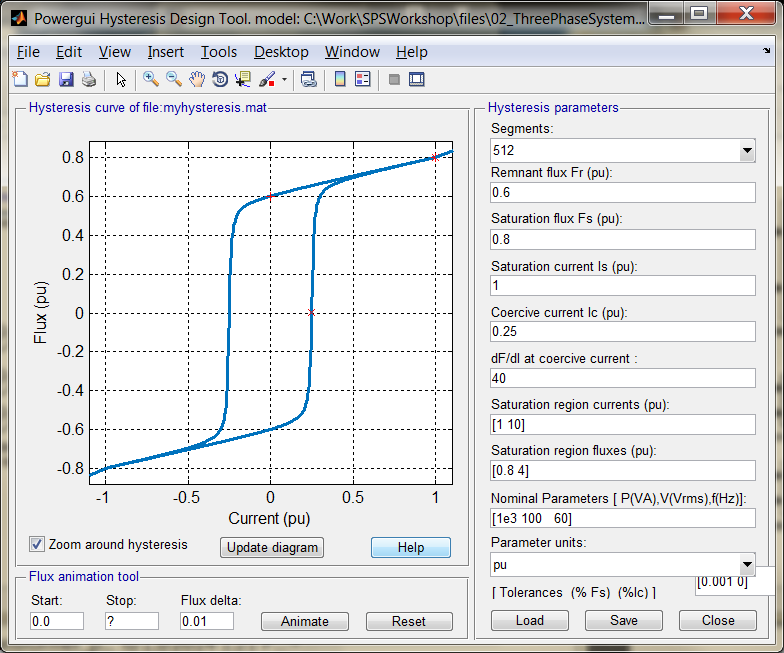 Powergui Hysteresis Design Tool. model: C:\Work\SPSWorkshop\files\02_ThreePhaseSystem...
File Edit View Insert Tools Desktop Window Help
Hysteresis curve of file:myhysteresis.mat
0.8
0.6
0.4
0.2
0
-0.2
-0.4
-0.6
-0.8
Flux (pu)
-1 -0.5 0 0.5 1
Current (pu)
Zoom around hysteresis
Update diagram
Help
Flux animation tool
Start: Stop: Flux delta:
0.0 ? 0.01 Animate Reset
Hysteresis parameters
Segments:
512
Remnant flux Fr (pu):
0.6
Saturation flux Fs (pu):
0.8
Saturation current Is (pu):
1
Coercive current Ic (pu):
0.25
dF/dI at coercive current :
40
Saturation region currents (pu):
[1 10]
Saturation region fluxes (pu):
[0.8 4]
Nominal Parameters [ P(VA),V(Vrms),f(Hz)]:
[1e3 100 60]
Parameter units:
pu
[ Tolerances (% Fs) (%Ic) ] [0.001 0]
Load Save Close